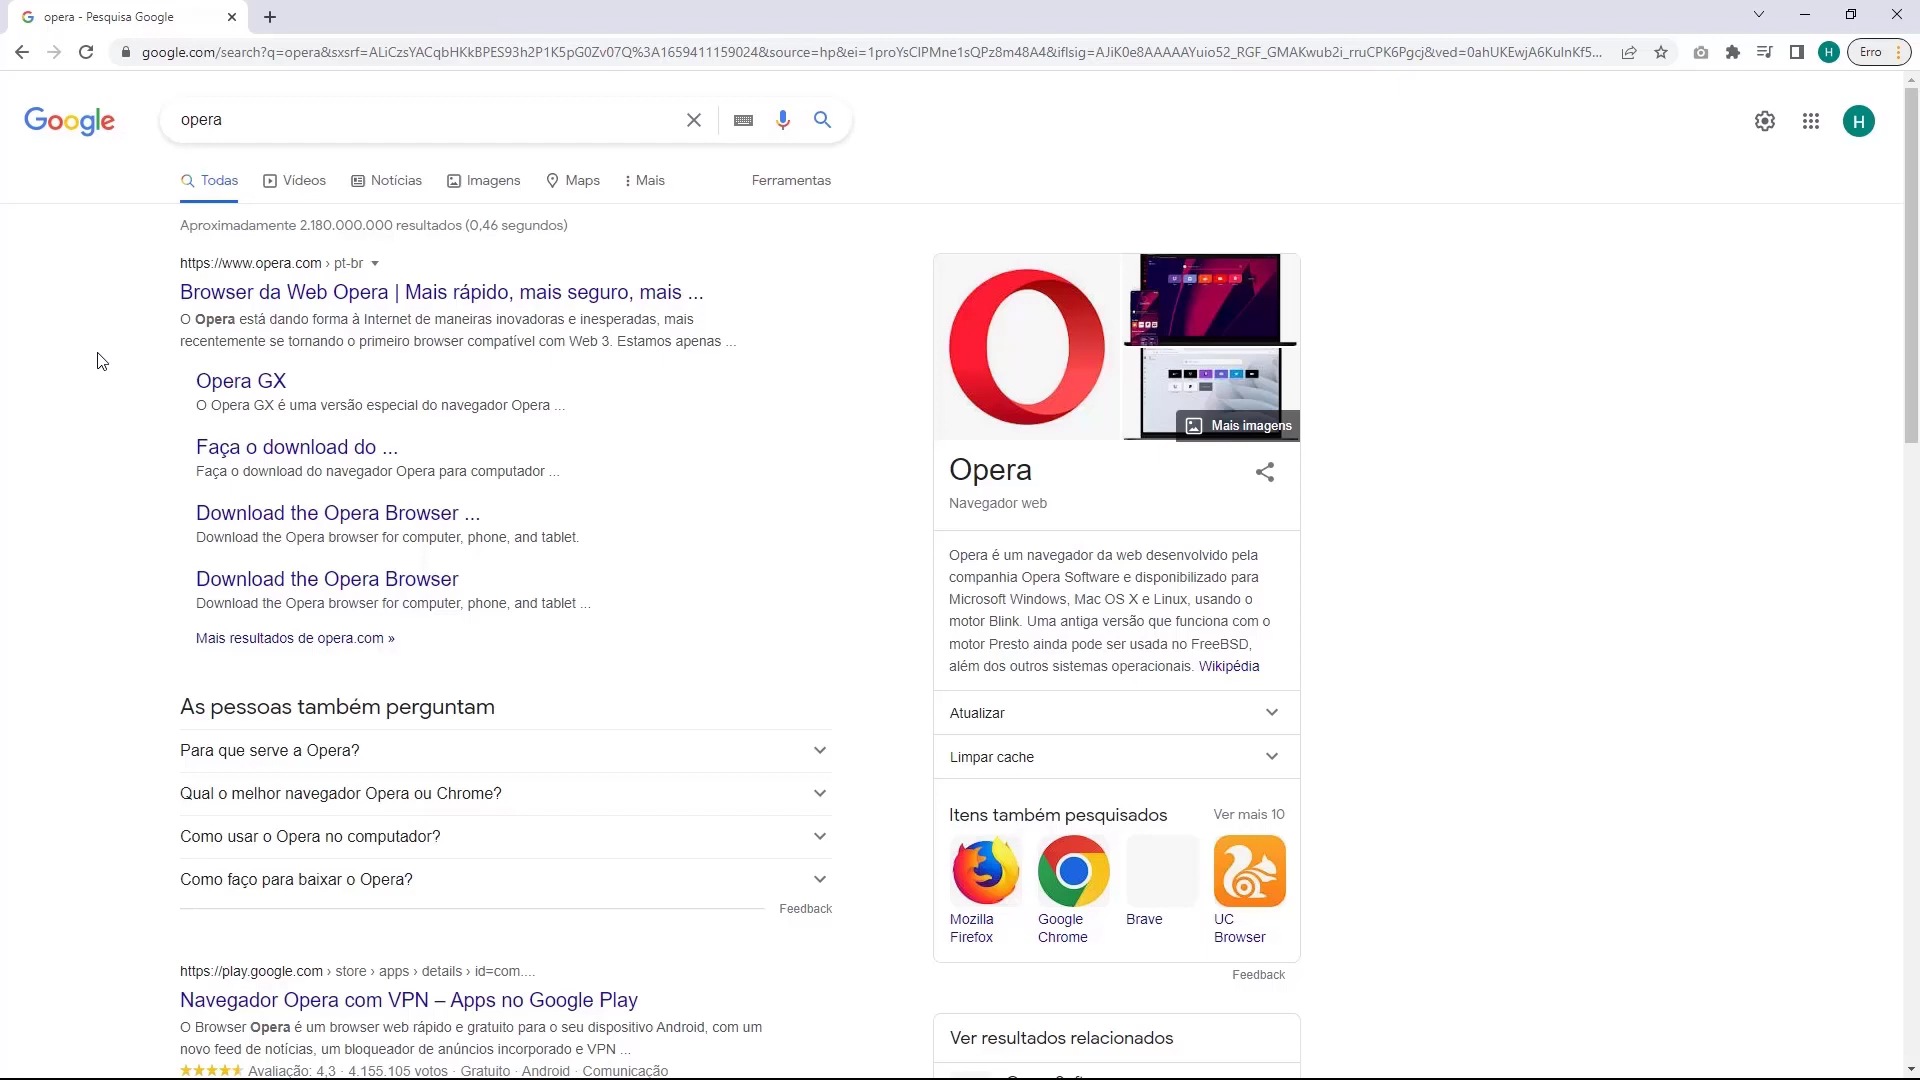 opera - Pesquisa Google
google.com/search?q=opera&sxsrf=ALiCzsYACqbHKkBPES93h2P1K5pG0Zv07Q%3A1659411159024&source=hp&ei=1proYsClPMne1sQPz8m48A4&iflsig=AJiK0e8AAAAAYuio52_RGF_GMAKwub2i_rruCPK6Pgcj&ved=0ahUKEwjA6KulnKf5...
H
Erro
Google
opera
H
Todas
Vídeos
Notícias
Imagens
Maps
Mais
Ferramentas
Aproximadamente 2.180.000.000 resultados (0,46 segundos)
https://www.opera.com › pt-br
Browser da Web Opera | Mais rápido, mais seguro, mais ...
O Opera está dando forma à Internet de maneiras inovadoras e inesperadas, mais
recentemente se tornando o primeiro browser compatível com Web 3. Estamos apenas ...
Opera GX
O Opera GX é uma versão especial do navegador Opera ...
Faça o download do ...
Faça o download do navegador Opera para computador ...
Download the Opera Browser ...
Download the Opera browser for computer, phone, and tablet.
Download the Opera Browser
Download the Opera browser for computer, phone, and tablet ...
Mais resultados de opera.com »
As pessoas também perguntam
Para que serve a Opera?
Qual o melhor navegador Opera ou Chrome?
Como usar o Opera no computador?
Como faço para baixar o Opera?
Feedback
https://play.google.com › store › apps › details › id=com....
Navegador Opera com VPN – Apps no Google Play
O Browser Opera é um browser web rápido e gratuito para o seu dispositivo Android, com um
novo feed de notícias, um bloqueador de anúncios incorporado e VPN ...
Avaliação: 4,3 · 4.155.105 votos · Gratuito · Android · Comunicação
Mais imagens
Opera
Navegador web
Opera é um navegador da web desenvolvido pela
companhia Opera Software e disponibilizado para
Microsoft Windows, Mac OS X e Linux, usando o
motor Blink. Uma antiga versão que funciona com o
motor Presto ainda pode ser usada no FreeBSD,
além dos outros sistemas operacionais. Wikipédia
Atualizar
Limpar cache
Itens também pesquisados
Ver mais 10
Mozilla
Firefox
Google
Chrome
Brave
UC
Browser
Feedback
Ver resultados relacionados